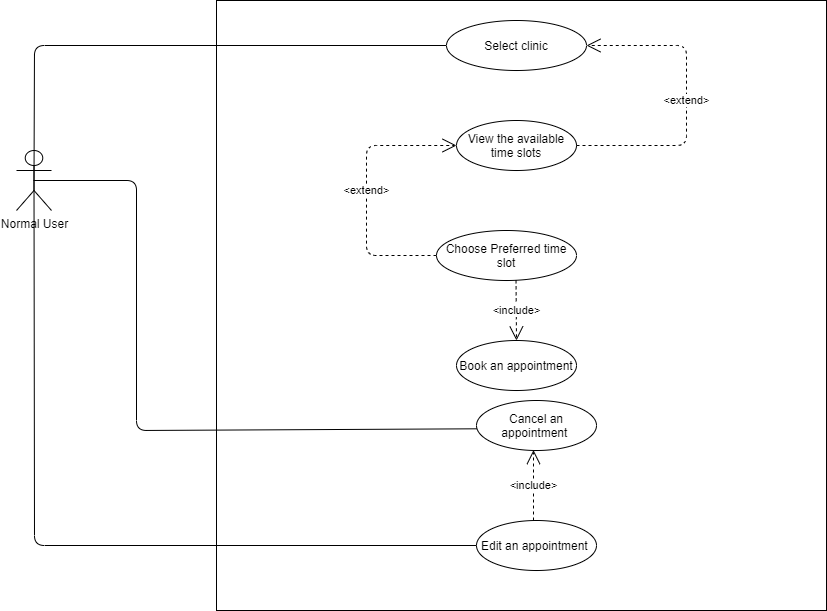 Select clinic
<extend>
View the available
time slots
<extend>
Normal User
Choose Preferred time
slot
<include>
Book an appointment
Cancel an
appointment
<include>
Edit an appointment